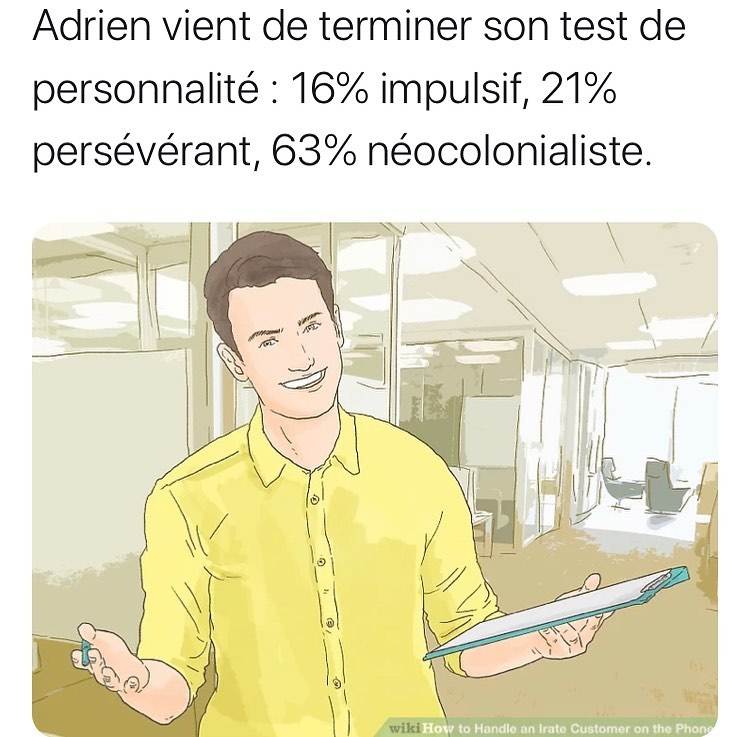 Adrien vient de terminer son test de
personnalité : 16% impulsif, 21%
persévérant, 63% néocolonialiste.
wikiHow to Handle an Irate Customer on the Phone